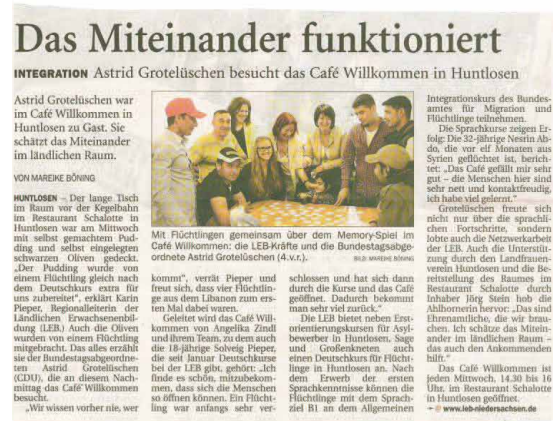 Das Miteinander funktioniert
INTEGRATION Astrid Grotelüschen besucht das Café Willkommen in Huntlosen
Astrid Grotelüschen war
im Café Willkommen in
Huntlosen zu Gast. Sie
schätzt das Miteinander
im ländlichen Raum.
VON MAREIKE BÖNING
HUNTLOSEN – Der lange Tisch
im Raum vor der Kegelbahn
im Restaurant Schalotte in
Huntlosen war am Mittwoch
mit selbst gemachtem Pud-
ding und selbst eingelegten
schwarzen Oliven gedeckt.
„Der Pudding wurde von
einem Flüchtling gleich nach
dem Deutschkurs extra für
uns zubereitet“, erklärt Karin
Pieper, Regionalleiterin der
Ländlichen Erwachsenenbil-
dung (LEB.) Auch die Oliven
wurden von einem Flüchtling
mitgebracht. Das alles erzählt
sie der Bundestagsabgeordne-
ten Astrid Grotelüschen
(CDU), die an diesem Nach-
mittag das Café Willkommen
besucht.
„Wir wissen vorher nie, wer
Mit Flüchtlingen gemeinsam über dem Memory-Spiel im
Café Willkommen: die LEB-Kräfte und die Bundestagsabge-
ordnete Astrid Grotelüschen (4.v.r.). BILD: MAREIKE BÖNING
kommt“, verrät Pieper und
freut sich, dass vier Flüchtlin-
ge aus dem Libanon zum ers-
ten Mal dabei waren.
Geleitet wird das Café Will-
kommen von Angelika Zindl
und ihrem Team, zu dem auch
die 18-jährige Solveig Pieper,
die seit Januar Deutschkurse
bei der LEB gibt, gehört: „Ich
finde es schön, mitzubekom-
men, dass sich die Menschen
so öffnen können. Ein Flücht-
ling war anfangs sehr ver-
schlossen und hat sich dann
durch die Kurse und das Café
geöffnet. Dadurch bekommt
man sehr viel zurück.“
Die LEB bietet neben Erst-
orientierungskursen für Asyl-
bewerber in Huntlosen, Sage
und Großenkneten auch
einen Deutschkurs für Flücht-
linge in Huntlosen an. Nach
dem Erwerb der ersten
Sprachkenntnisse können die
Flüchtlinge mit dem Sprach-
ziel B1 an dem Allgemeinen
Integrationskurs des Bundes-
amtes für Migration und
Flüchtlinge teilnehmen.
Die Sprachkurse zeigen Er-
folg: Die 32-jährige Nesrin Ab-
do, die vor elf Monaten aus
Syrien geflüchtet ist, berich-
tet: „Das Café gefällt mir sehr
gut – die Menschen hier sind
sehr nett und kontaktfreudig,
ich habe viel gelernt.“
Grotelüschen freute sich
nicht nur über die sprachli-
chen Fortschritte, sondern
lobte auch die Netzwerkarbeit
der LEB. Auch die Unterstüt-
zung durch den Landfrauen-
verein Huntlosen und die Be-
reitstellung des Raumes im
Restaurant Schalotte durch
Inhaber Jörg Stein hob die
Ahlhornerin hervor: „Das sind
Ehrenamtliche, die wir brau-
chen. Ich schätze das Mitein-
ander im ländlichen Raum –
das auch den Ankommenden
hilft.“
Das Café Willkommen ist
jeden Mittwoch, 14.30 bis 16
Uhr, im Restaurant Schalotte
in Huntlosen geöffnet.
www.leb-niedersachsen.de